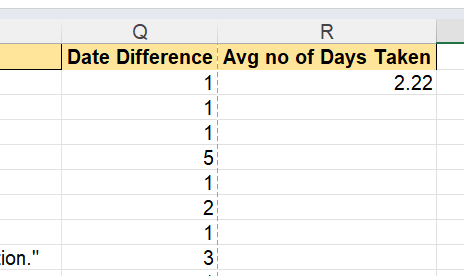 Q R
Date Difference Avg no of Days Taken
1 2.22
1
1
5
1
2
1
ion." 3